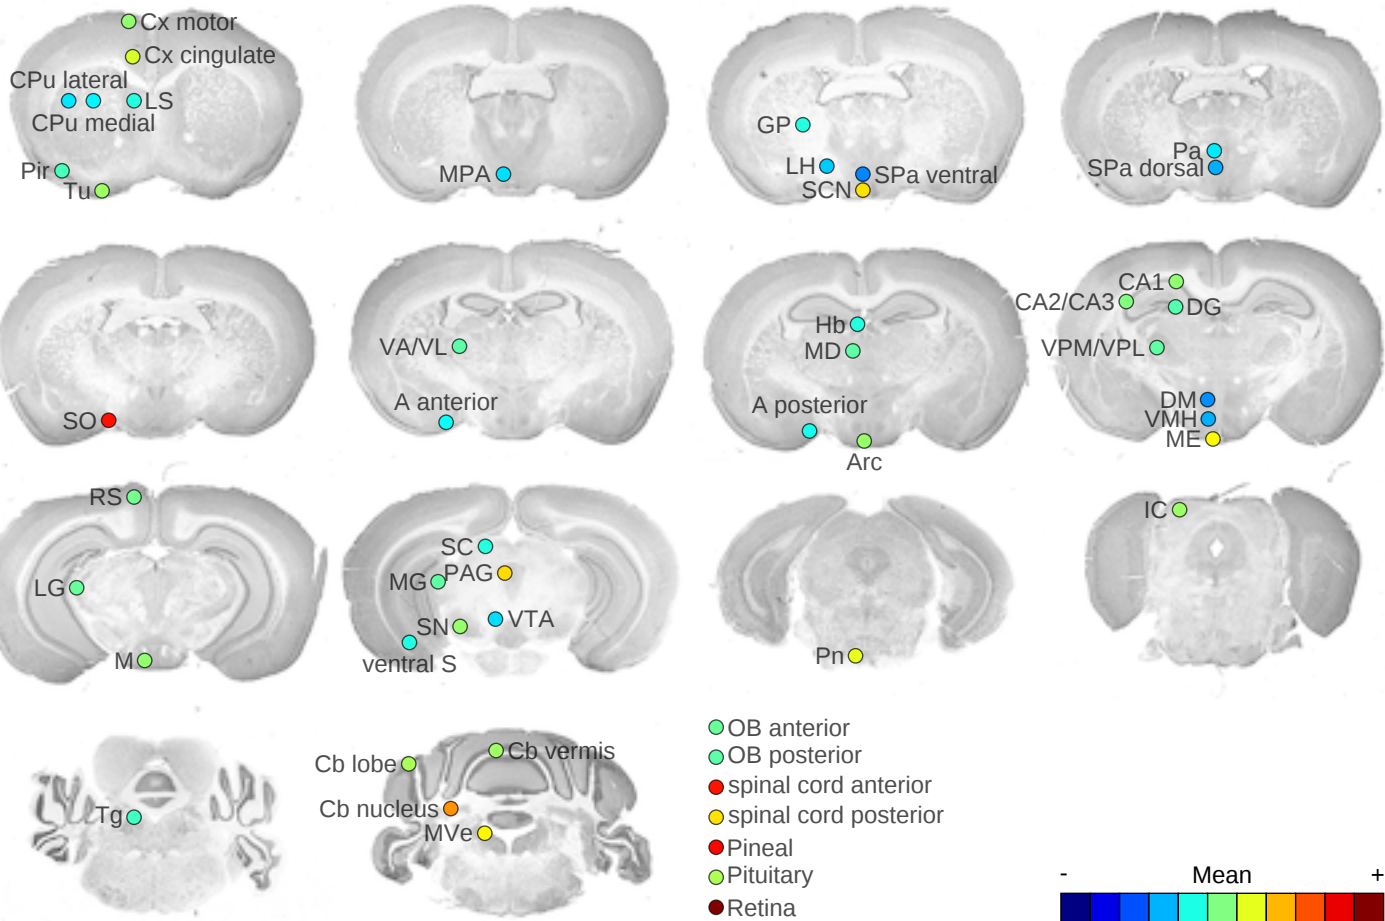 Cx motor
Cx cingulate
CPu lateral
LS
CPu medial
Pir
Tu
MPA
GP
LH
SPa ventral
SCN
Pa
SPa dorsal
SO
VA/VL
A anterior
Hb
MD
A posterior
Arc
CA1
CA2/CA3
DG
VPM/VPL
DM
VMH
ME
RS
LG
M
SC
MG
PAG
SN
VTA
ventral S
Pn
IC
Tg
Cb lobe
Cb vermis
Cb nucleus
MVe
OB anterior
OB posterior
spinal cord anterior
spinal cord posterior
Pineal
Pituitary
Retina
- Mean +